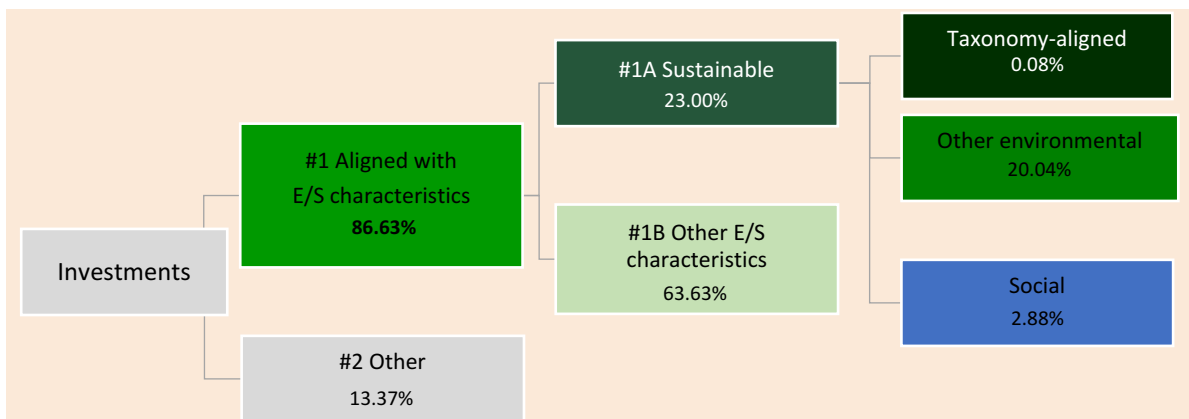 Investments
#1 Aligned with
E/S characteristics
86.63%
#2 Other
13.37%
#1A Sustainable
23.00%
#1B Other E/S
characteristics
63.63%
Taxonomy-aligned
0.08%
Other environmental
20.04%
Social
2.88%